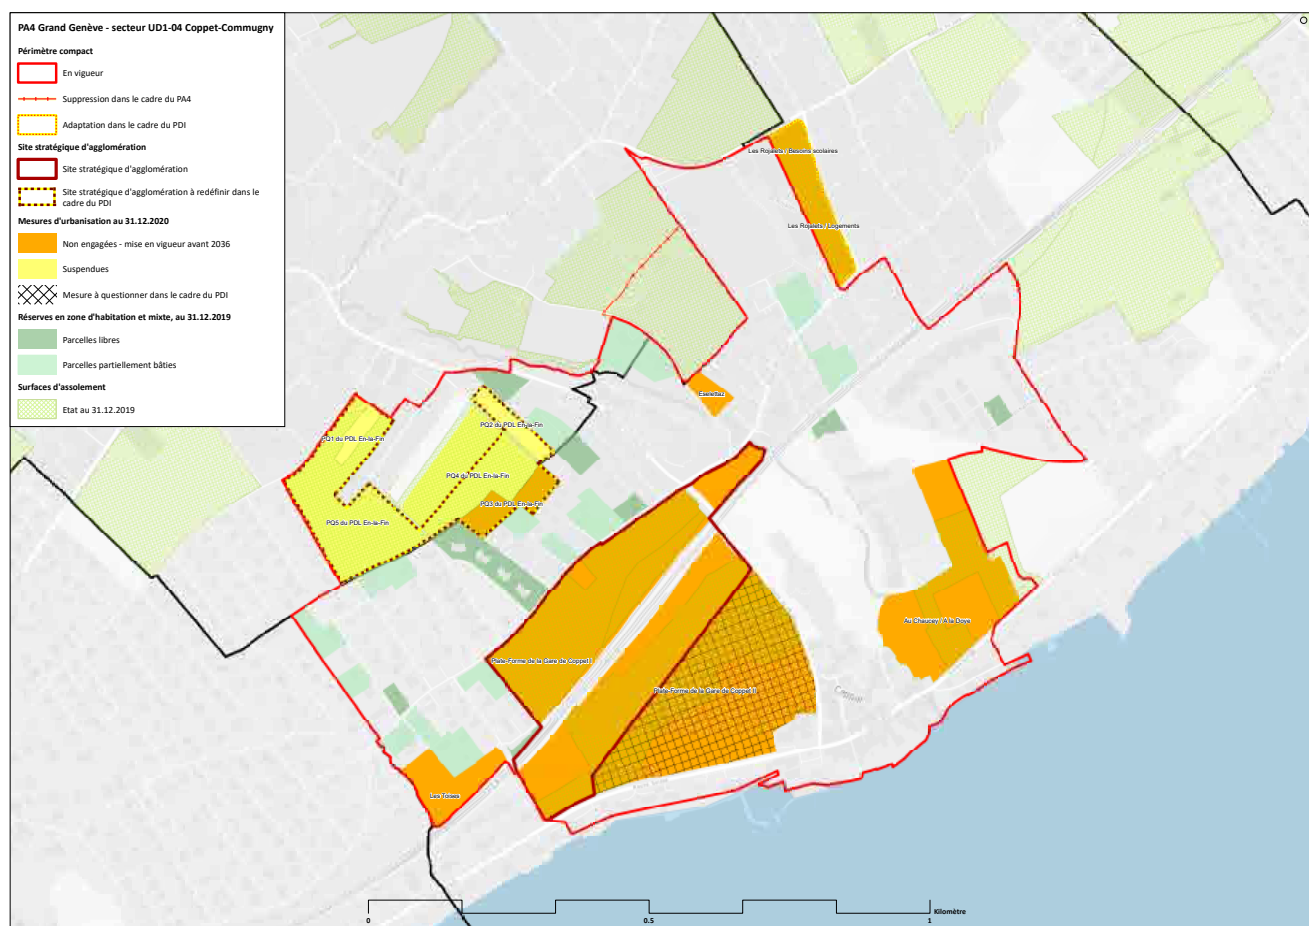 PA4 Grand Genève - secteur UD1-04 Coppet-Commugny
Périmètre compact
En vigueur
Suppression dans le cadre du PA4
Adaptation dans le cadre du PDI
Site stratégique d'agglomération
Site stratégique d'agglomération
Site stratégique d'agglomération à redéfinir dans le
cadre du PDI
Mesures d'urbanisation au 31.12.2020
Non engagées - mise en vigueur avant 2036
Suspendues
Mesure à questionner dans le cadre du PDI
Réserves en zone d'habitation et mixte, au 31.12.2019
Parcelles libres
Parcelles partiellement bâties
Surfaces d'assolement
Etat au 31.12.2019
Les Rojalets / Besoins scolaires
Les Rojalets / Logements
PQ1 du PDL En-la-Fin
PQ2 du PDL En-la-Fin
PQ4 du PDL En-la-Fin
PQ3 du PDL En-la-Fin
PQ5 du PDL En-la-Fin
Au Chaucey / A la Doye
Plate-Forme de la Gare de Coppet I
Plate-Forme de la Gare de Coppet II
Les Toises
0
0.5
1
Kilomètre